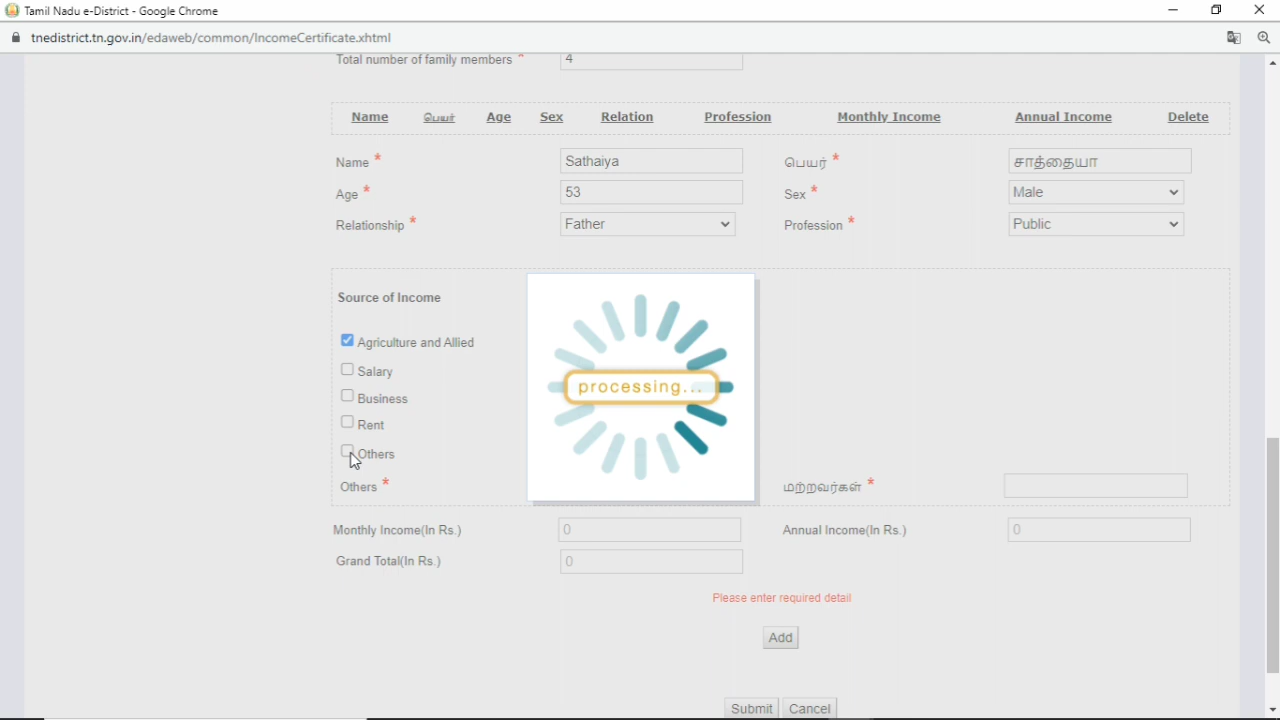 Tamil Nadu e-District - Google Chrome
tnedistrict.tn.gov.in/edaweb/common/IncomeCertificate.xhtml
Total number of family members * 4
Name பெயர் Age Sex Relation Profession Monthly Income Annual Income Delete
Name * Sathaiya பெயர் * சாத்தையா
Age * 53 Sex * Male
Relationship * Father Profession * Public
Source of Income
Agriculture and Allied
processing...
Salary
Business
Rent
Others
Others * மற்றவர்கள் *
Monthly Income(In Rs.) 0 Annual Income(In Rs.) 0
Grand Total(In Rs.) 0
Please enter required detail
Add
Submit Cancel